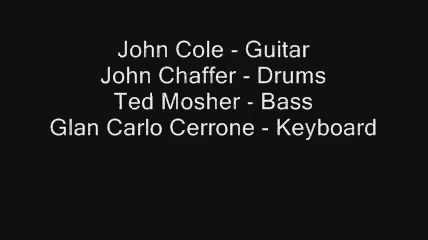 John Cole - Guitar
John Chaffer - Drums
Ted Mosher - Bass
Glan Carlo Cerrone - Keyboard